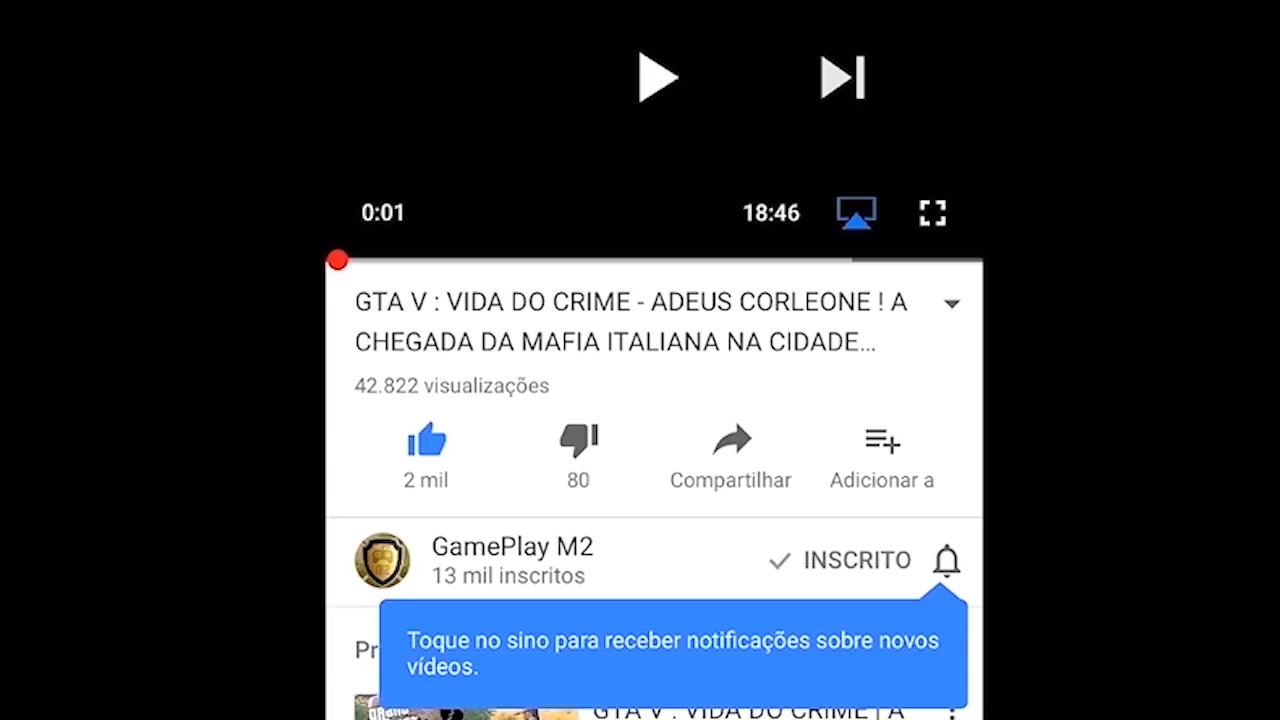 0:01 18:46
GTA V : VIDA DO CRIME - ADEUS CORLEONE ! A
CHEGADA DA MAFIA ITALIANA NA CIDADE...
42.822 visualizações
2 mil 80 Compartilhar Adicionar a
GamePlay M2
13 mil inscritos
INSCRITO
Toque no sino para receber notificações sobre novos
vídeos.
Pr
GTA V : VIDA DO CRIME | A